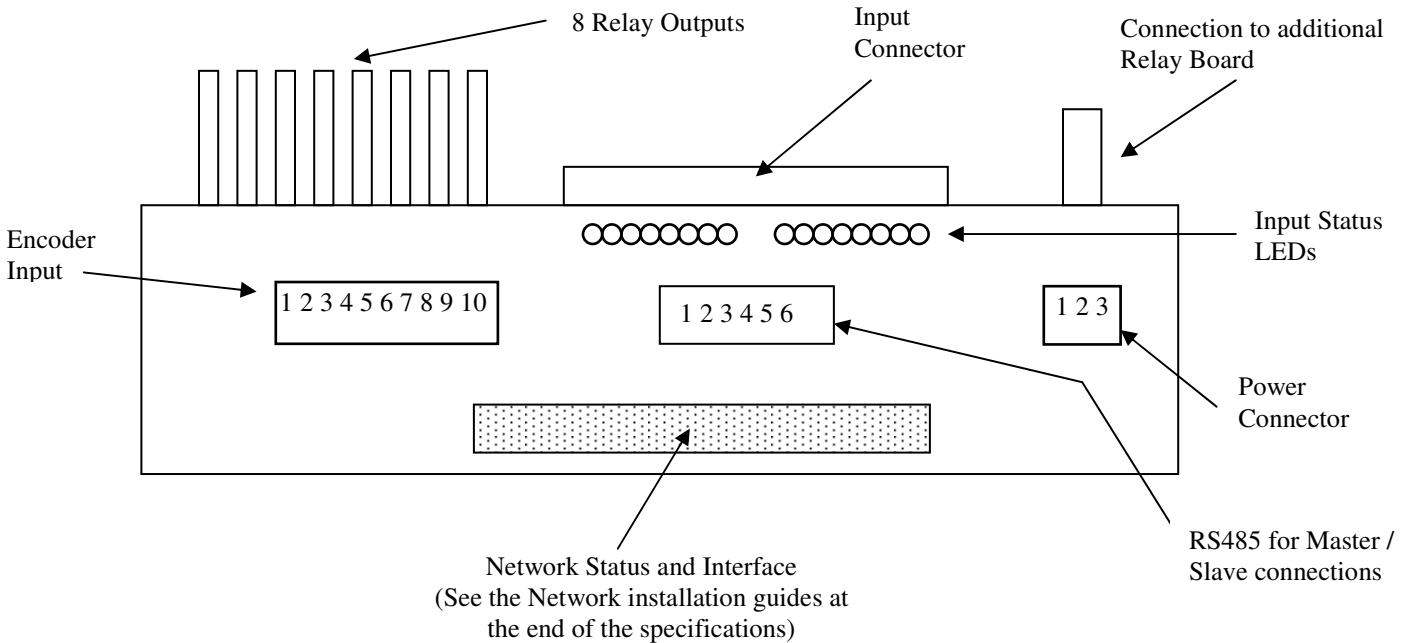 8 Relay Outputs
Input
Connector
Connection to additional
Relay Board
Encoder
Input
Input Status
LEDs
1 2 3 4 5 6 7 8 9 10
1 2 3 4 5 6
1 2 3
Power
Connector
RS485 for Master /
Slave connections
Network Status and Interface
(See the Network installation guides at
the end of the specifications)